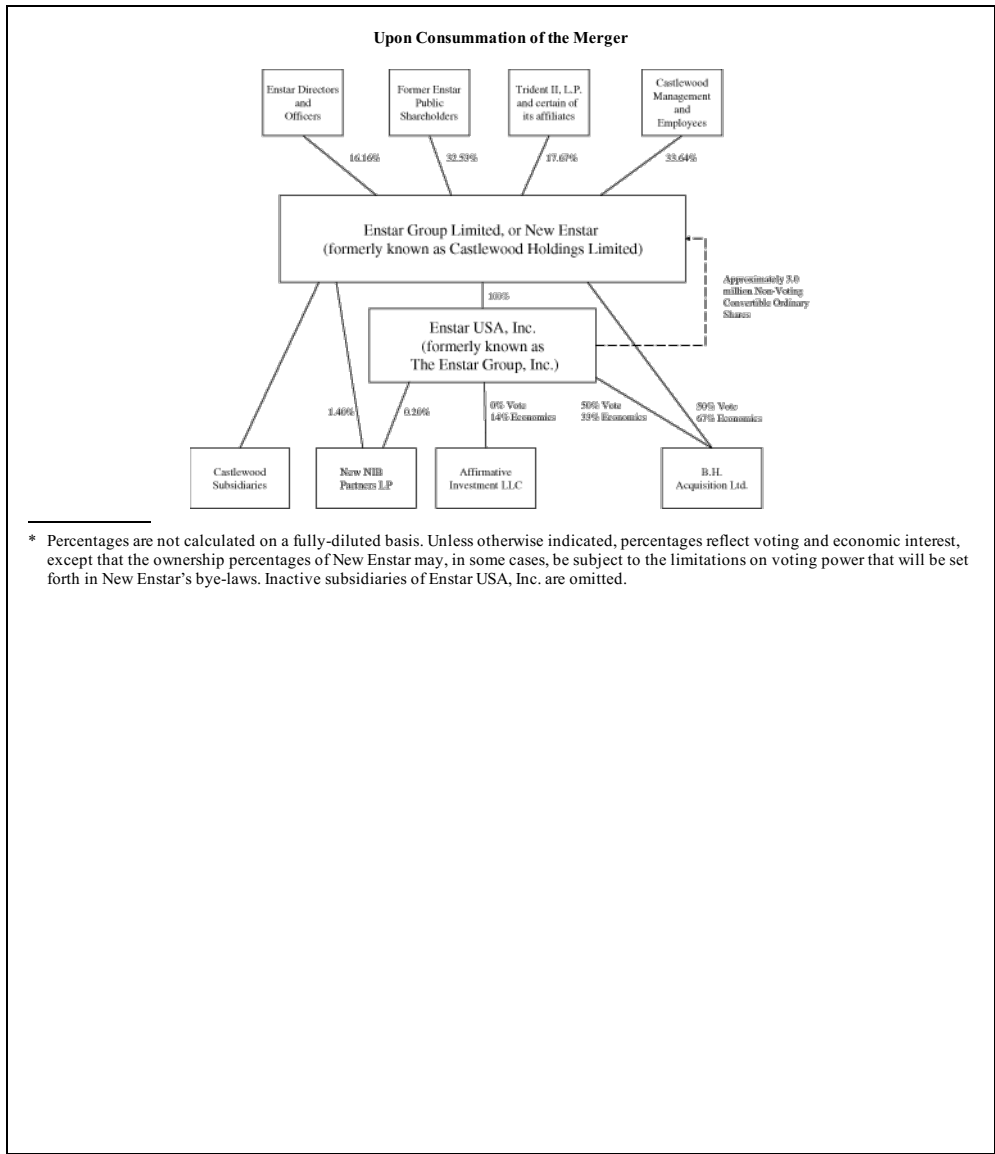 Upon Consummation of the Merger
Enstar Directors
and
Officers
Former Enstar
Public
Shareholders
Trident II, L.P.
and certain of
its affiliates
Castlewood
Management
and
Employees
16.16%
32.53%
17.67%
33.64%
Enstar Group Limited, or New Enstar
(formerly known as Castlewood Holdings Limited)
Approximately 3.0
million Non-Voting
Convertible Ordinary
Shares
100%
Enstar USA, Inc.
(formerly known as
The Enstar Group, Inc.)
1.40%
0% Vote
14% Economics
50% Vote
33% Economics
50% Vote
67% Economics
Castlewood
Subsidiaries
New NIB
Partners LP
Affirmative
Investment LLC
B.H.
Acquisition Ltd.
* Percentages are not calculated on a fully-diluted basis. Unless otherwise indicated, percentages reflect voting and economic interest,
except that the ownership percentages of New Enstar may, in some cases, be subject to the limitations on voting power that will be set
forth in New Enstar’s bye-laws. Inactive subsidiaries of Enstar USA, Inc. are omitted.